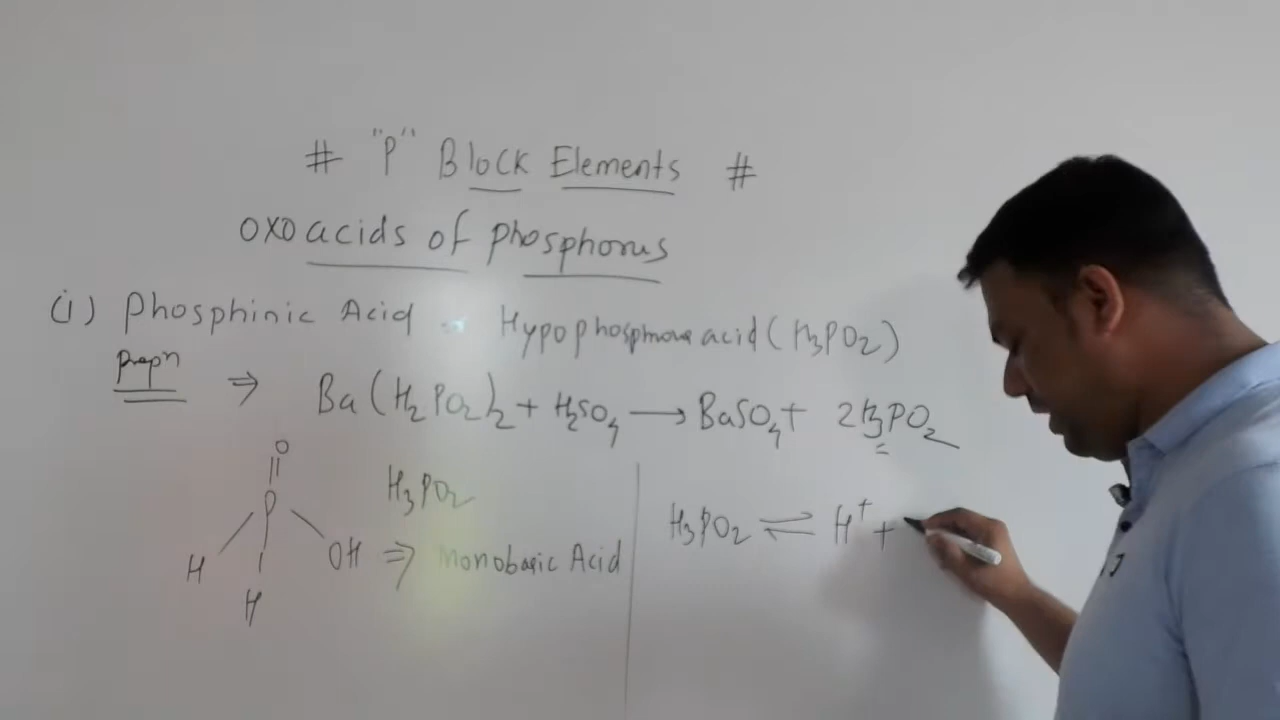 # "P" Block Elements #
oxoacids of phosphorus
(1) Phosphinic Acid - Hypophosphorous acid (H3PO2)
prepn ⇒ Ba(H2PO2)2 + H2SO4 ⟶ BaSO4 + 2H3PO2
O
H3PO2
P
H3PO2 ⇌ H+ +
H
OH ⇒ monobasic Acid
H